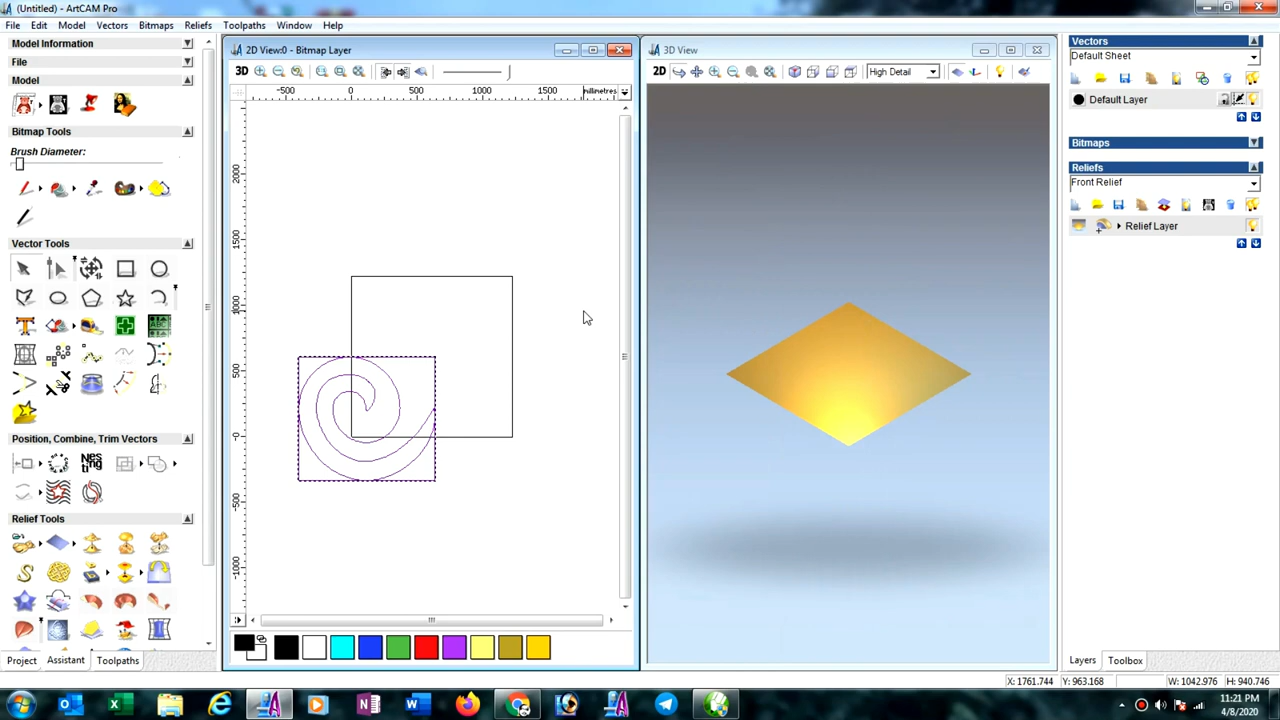 (Untitled) - ArtCAM Pro
File Edit Model Vectors Bitmaps Reliefs Toolpaths Window Help
Model Information
File
Model
Bitmap Tools
Brush Diameter:
Vector Tools
ABC
Position, Combine, Trim Vectors
NES
TING
Relief Tools
Project Assistant Toolpaths
2D View:0 - Bitmap Layer
3D
-500 0 500 1000 1500 millimetres
2000
1500
1000
500
-0
-500
-1000
3D View
2D High Detail
Vectors
Default Sheet
Default Layer
Bitmaps
Reliefs
Front Relief
Relief Layer
Layers Toolbox
X: 1761.744 Y: 963.168 W: 1042.976 H: 940.746
11:21 PM
4/8/2020